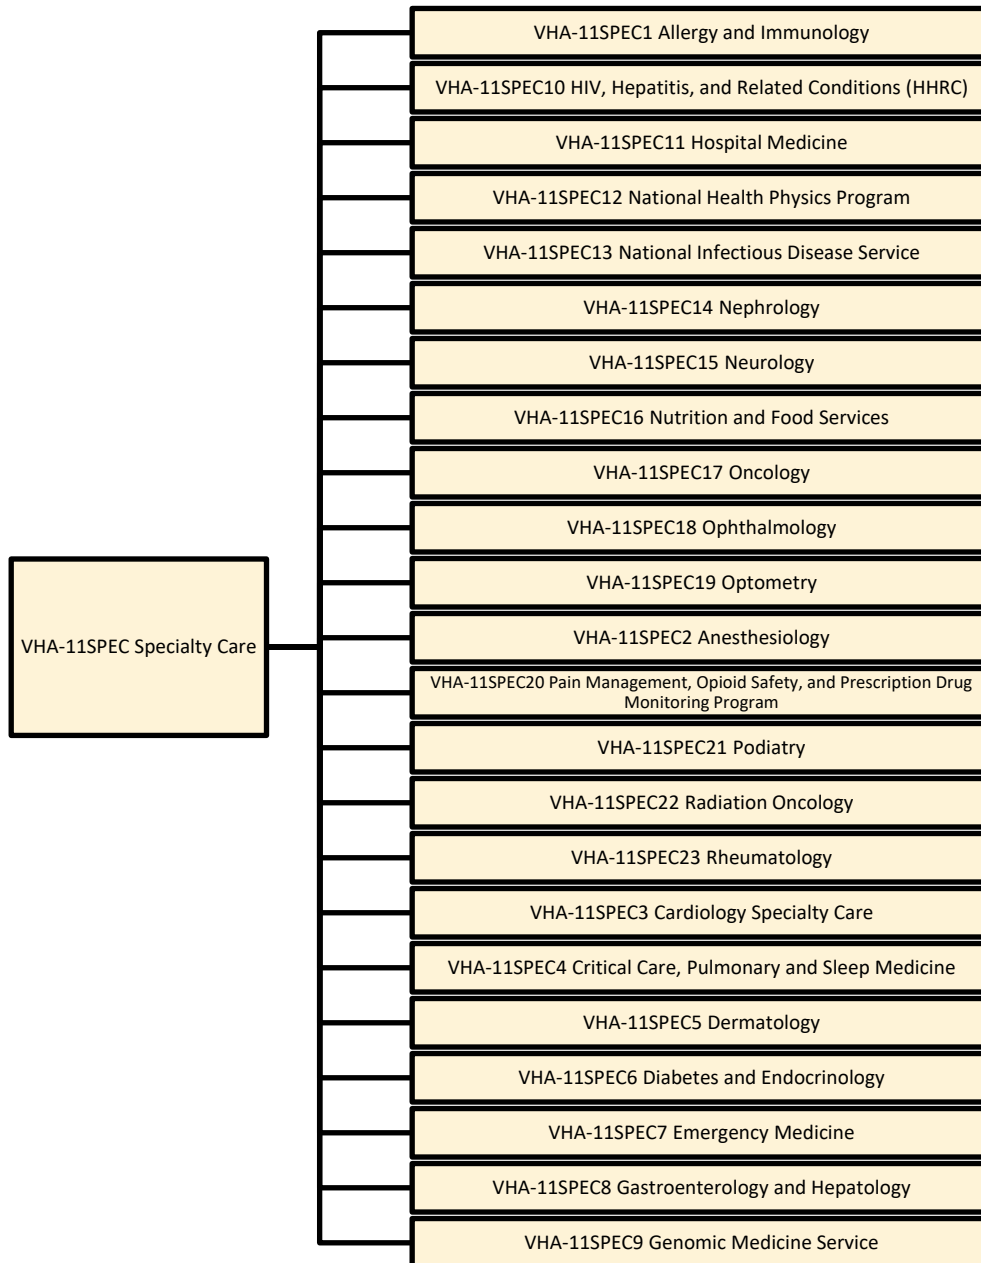 VHA-11SPEC Specialty Care
VHA-11SPEC1 Allergy and Immunology
VHA-11SPEC10 HIV, Hepatitis, and Related Conditions (HHRC)
VHA-11SPEC11 Hospital Medicine
VHA-11SPEC12 National Health Physics Program
VHA-11SPEC13 National Infectious Disease Service
VHA-11SPEC14 Nephrology
VHA-11SPEC15 Neurology
VHA-11SPEC16 Nutrition and Food Services
VHA-11SPEC17 Oncology
VHA-11SPEC18 Ophthalmology
VHA-11SPEC19 Optometry
VHA-11SPEC2 Anesthesiology
VHA-11SPEC20 Pain Management, Opioid Safety, and Prescription Drug
Monitoring Program
VHA-11SPEC21 Podiatry
VHA-11SPEC22 Radiation Oncology
VHA-11SPEC23 Rheumatology
VHA-11SPEC3 Cardiology Specialty Care
VHA-11SPEC4 Critical Care, Pulmonary and Sleep Medicine
VHA-11SPEC5 Dermatology
VHA-11SPEC6 Diabetes and Endocrinology
VHA-11SPEC7 Emergency Medicine
VHA-11SPEC8 Gastroenterology and Hepatology
VHA-11SPEC9 Genomic Medicine Service